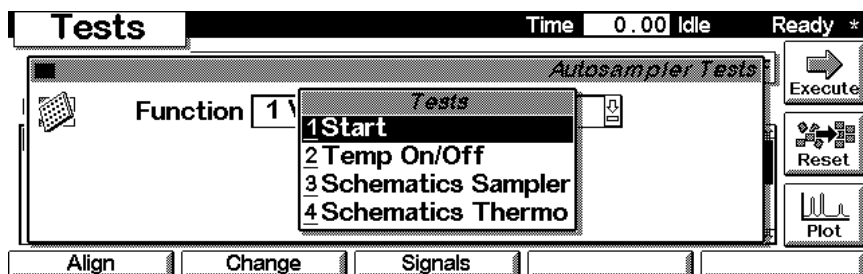 Tests Time 0.00 Idle Ready *
Autosampler Tests
Execute
Function 1
Tests
1 Start
2 Temp On/Off
3 Schematics Sampler
4 Schematics Thermo
Reset
Plot
Align Change Signals